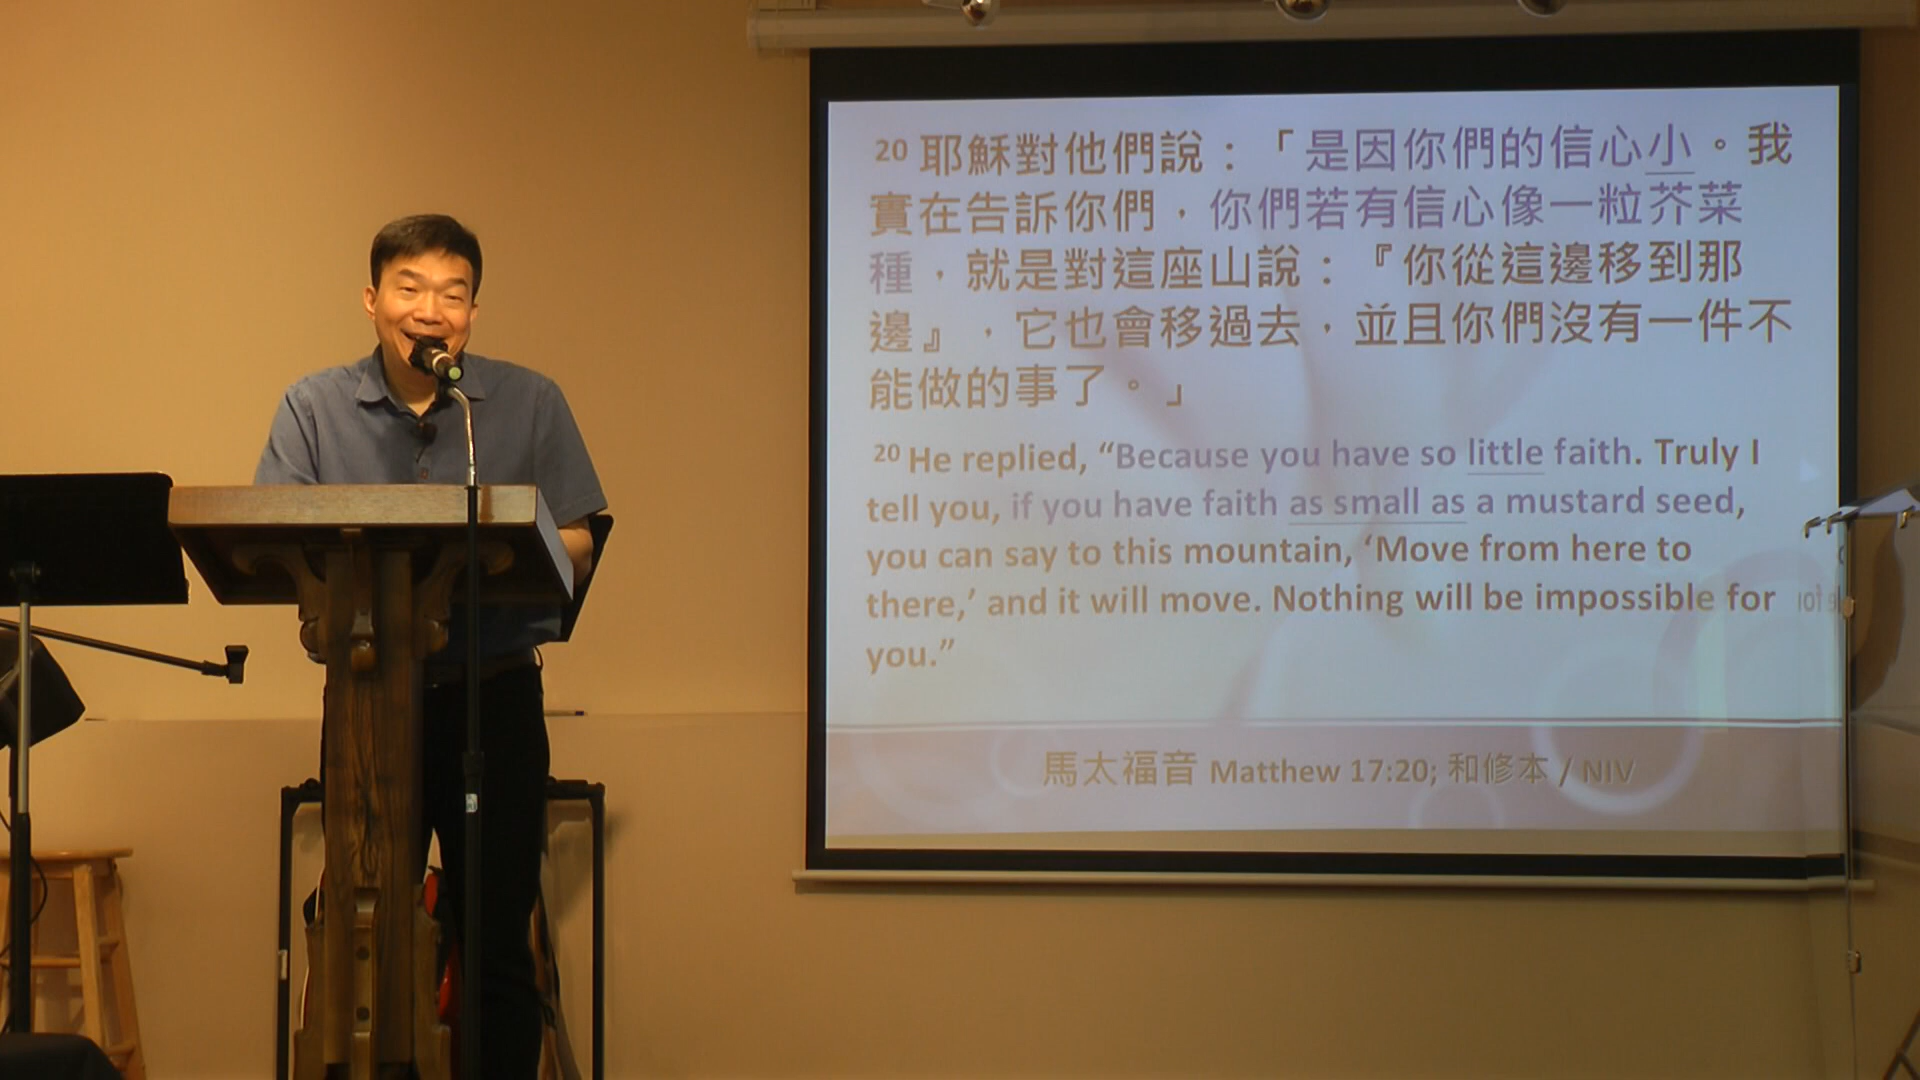 20 耶穌對他們說：「是因你們的信心小。我
實在告訴你們，你們若有信心像一粒芥菜
種，就是對這座山說：『你從這邊移到那
邊』，它也會移過去，並且你們沒有一件不
能做的事了。」
20 He replied, “Because you have so little faith. Truly I
tell you, if you have faith as small as a mustard seed,
you can say to this mountain, ‘Move from here to
there,’ and it will move. Nothing will be impossible for
you.”
馬太福音 Matthew 17:20; 和修本 / NIV